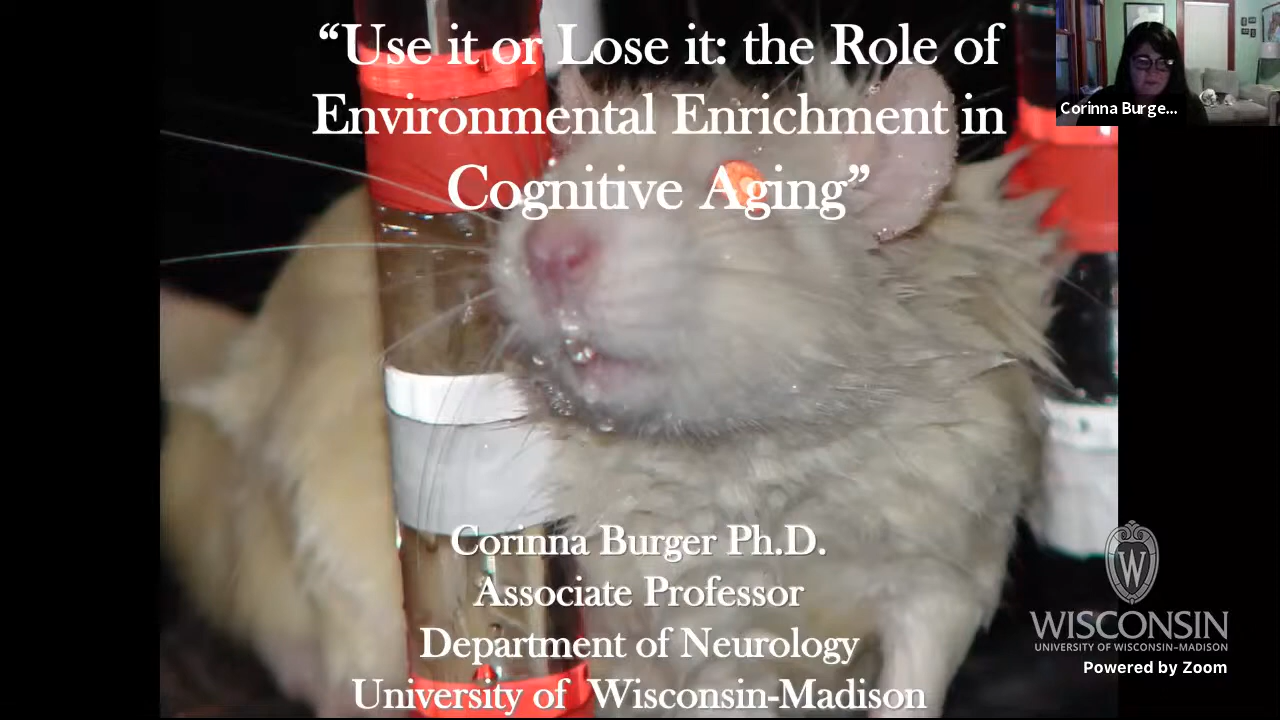 “Use it or Lose it: the Role of
Environmental Enrichment in
Cognitive Aging”
Corinna Burge...
Corinna Burger Ph.D.
Associate Professor
Department of Neurology
University of Wisconsin-Madison
W
WISCONSIN
UNIVERSITY OF WISCONSIN–MADISON
Powered by Zoom